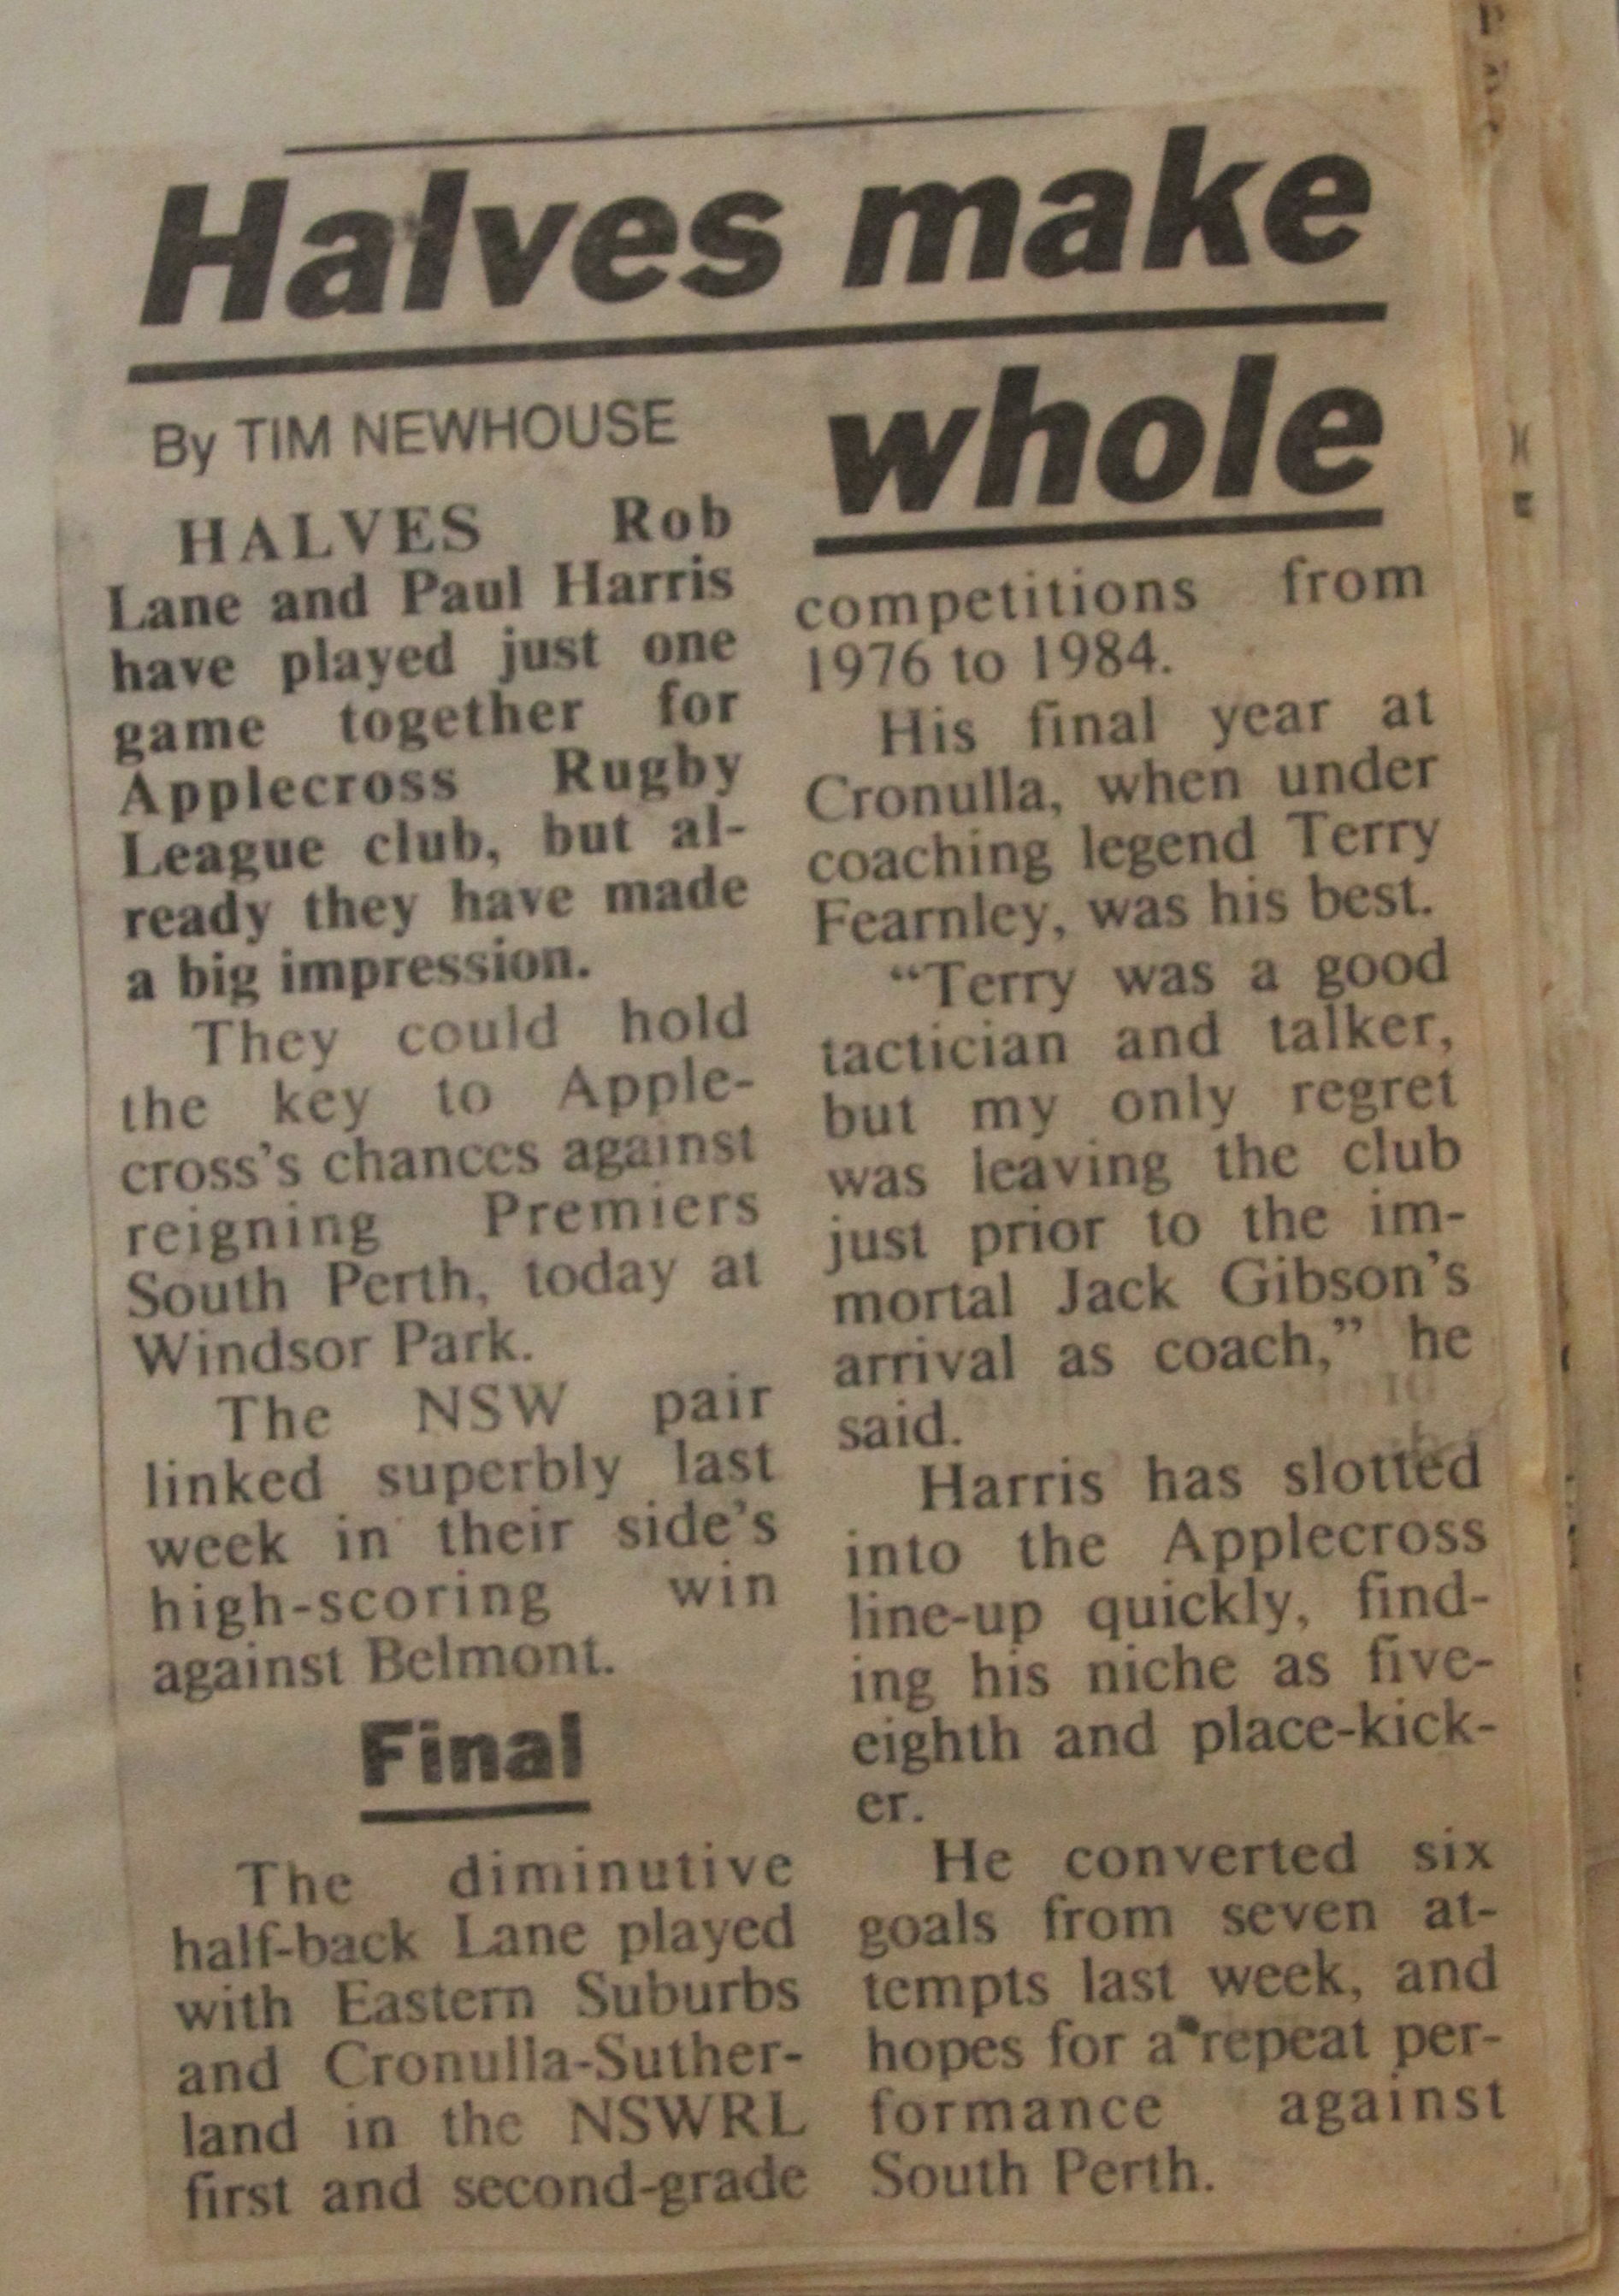 Halves make
whole
By TIM NEWHOUSE
HALVES Rob
Lane and Paul Harris
have played just one
game together for
Applecross Rugby
League club, but al-
ready they have made
a big impression.
They could hold
the key to Apple-
cross's chances against
reigning Premiers
South Perth, today at
Windsor Park.
The NSW pair
linked superbly last
week in their side's
high-scoring win
against Belmont.
Final
The diminutive
half-back Lane played
with Eastern Suburbs
and Cronulla-Suther-
land in the NSWRL
first and second-grade
competitions from
1976 to 1984.
His final year at
Cronulla, when under
coaching legend Terry
Fearnley, was his best.
“Terry was a good
tactician and talker,
but my only regret
was leaving the club
just prior to the im-
mortal Jack Gibson's
arrival as coach,” he
said.
Harris has slotted
into the Applecross
line-up quickly, find-
ing his niche as five-
eighth and place-kick-
er.
He converted six
goals from seven at-
tempts last week, and
hopes for a repeat per-
formance against
South Perth.